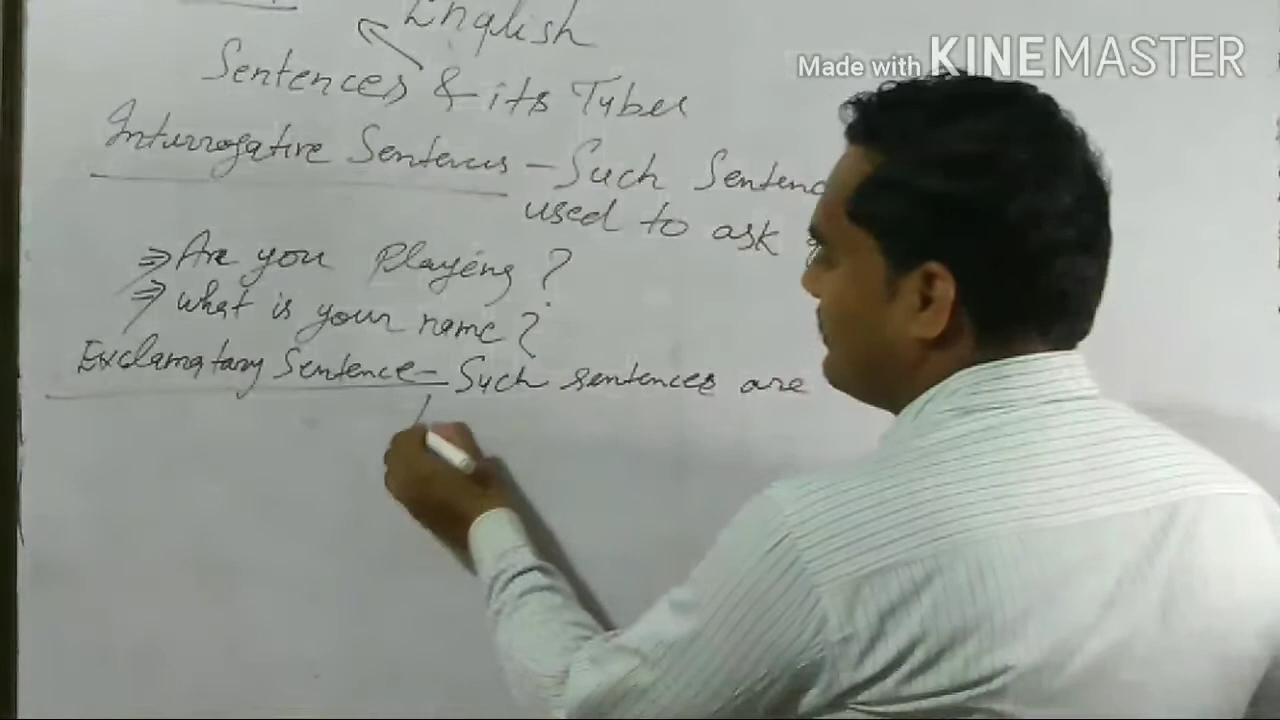 English
Made with KINEMASTER
Sentences & its Types
Interrogative Sentences - Such Sentenc
used to ask
⇒ Are you Playing ?
⇒ what is your name ?
Exclamatary Sentence - Such sentences are